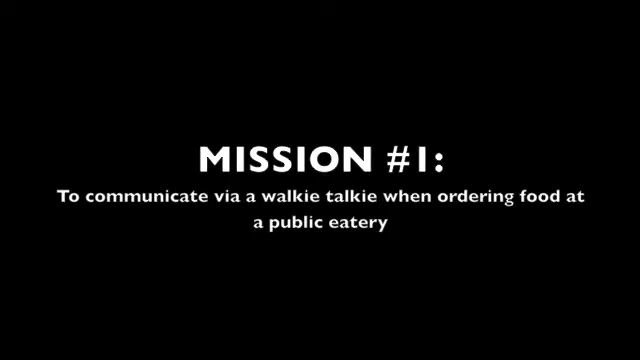 MISSION #1:
To communicate via a walkie talkie when ordering food at
a public eatery